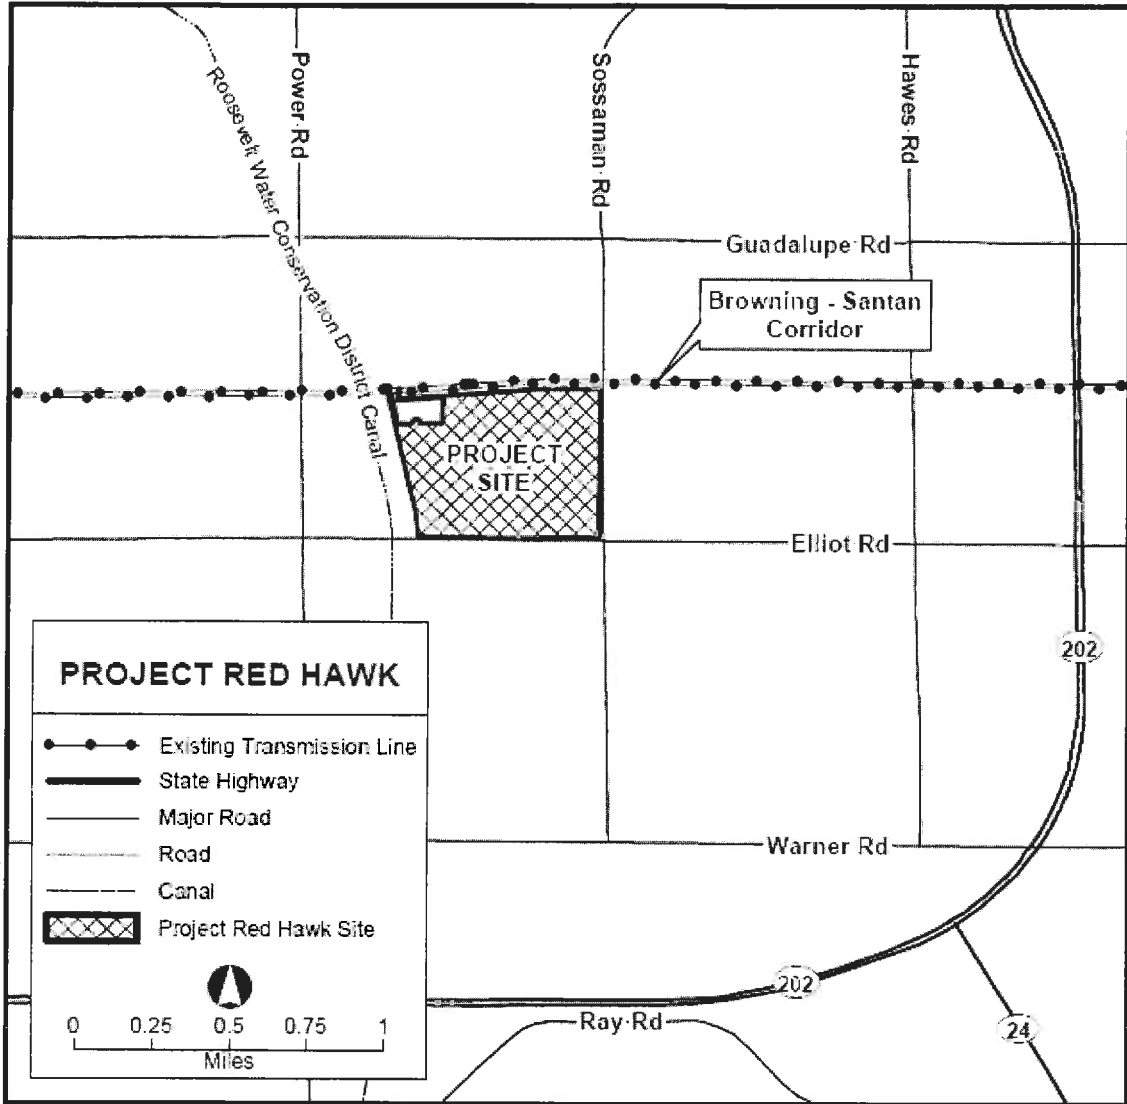 Power Rd
Sossaman Rd
Hawes Rd
Roosevelt Water Conservation District Canal
Guadalupe Rd
Browning - Santan
Corridor
PROJECT
SITE
Elliot Rd
202
PROJECT RED HAWK
Existing Transmission Line
State Highway
Major Road
Road
Canal
Project Red Hawk Site
0 0.25 0.5 0.75 1
Miles
Warner Rd
202
Ray Rd
24